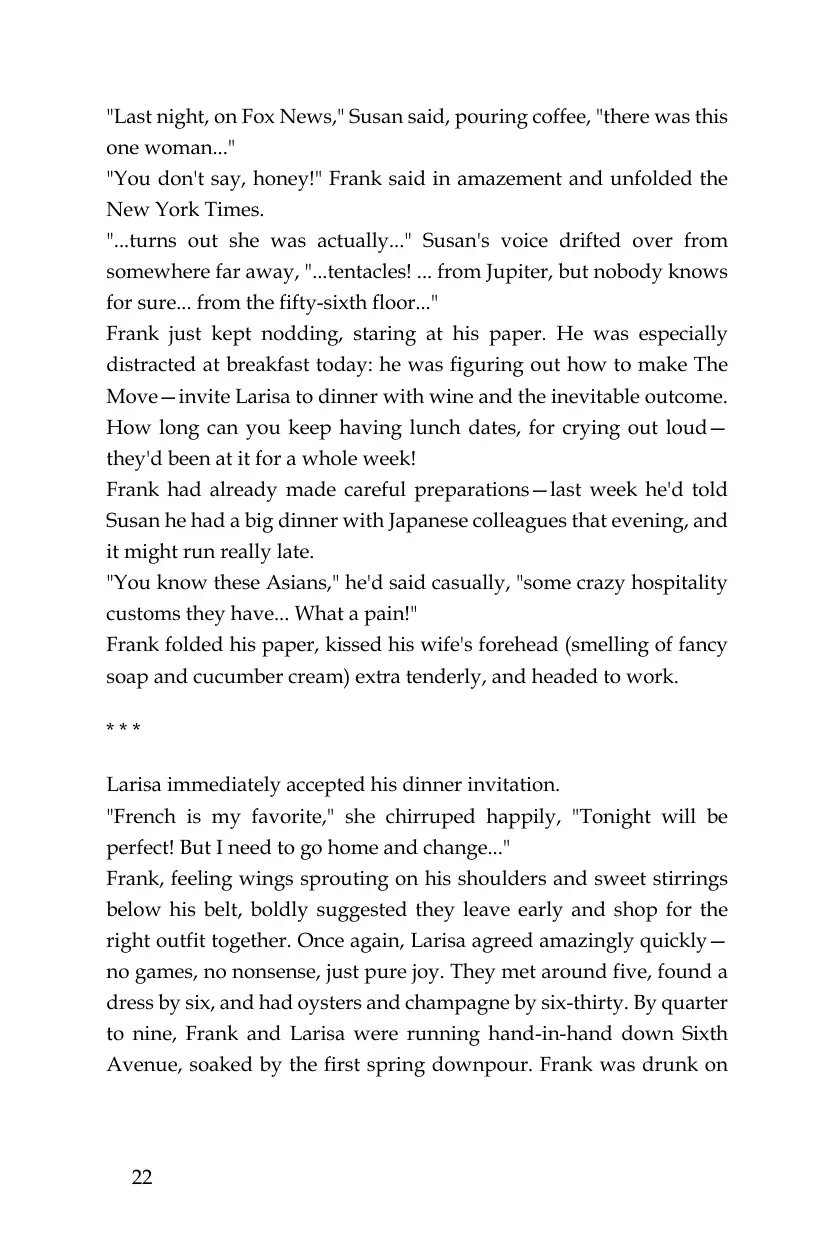 "Last night, on Fox News," Susan said, pouring coffee, "there was this
one woman..."
"You don't say, honey!" Frank said in amazement and unfolded the
New York Times.
"...turns out she was actually..." Susan's voice drifted over from
somewhere far away, "...tentacles! ... from Jupiter, but nobody knows
for sure... from the fifty-sixth floor..."
Frank just kept nodding, staring at his paper. He was especially
distracted at breakfast today: he was figuring out how to make The
Move—invite Larisa to dinner with wine and the inevitable outcome.
How long can you keep having lunch dates, for crying out loud—
they'd been at it for a whole week!
Frank had already made careful preparations—last week he'd told
Susan he had a big dinner with Japanese colleagues that evening, and
it might run really late.
"You know these Asians," he'd said casually, "some crazy hospitality
customs they have... What a pain!"
Frank folded his paper, kissed his wife's forehead (smelling of fancy
soap and cucumber cream) extra tenderly, and headed to work.
* * *
Larisa immediately accepted his dinner invitation.
"French is my favorite," she chirruped happily, "Tonight will be
perfect! But I need to go home and change..."
Frank, feeling wings sprouting on his shoulders and sweet stirrings
below his belt, boldly suggested they leave early and shop for the
right outfit together. Once again, Larisa agreed amazingly quickly—
no games, no nonsense, just pure joy. They met around five, found a
dress by six, and had oysters and champagne by six-thirty. By quarter
to nine, Frank and Larisa were running hand-in-hand down Sixth
Avenue, soaked by the first spring downpour. Frank was drunk on
22